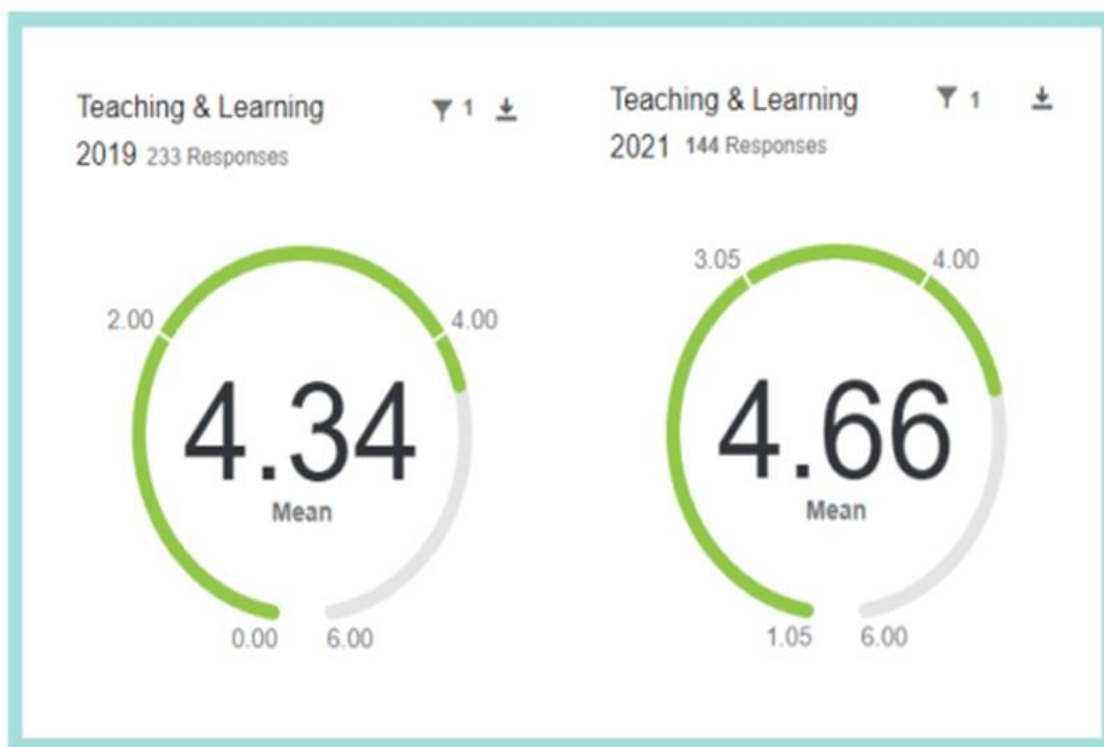 Teaching & Learning
1
2019 233 Responses
2.00
4.00
4.34
Mean
0.00
6.00
Teaching & Learning
1
2021 144 Responses
3.05
4.00
4.66
Mean
1.05
6.00